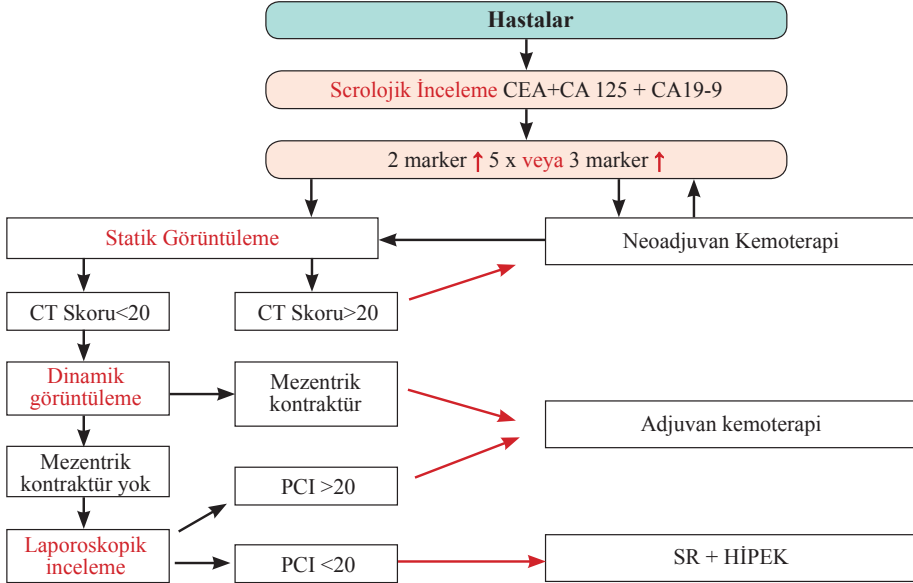 Hastalar
Scrolojik İnceleme CEA+CA 125 + CA19-9
2 marker ↑ 5 x veya 3 marker ↑
Statik Görüntüleme
Neoadjuvan Kemoterapi
CT Skoru<20
CT Skoru>20
Dinamik
görüntüleme
Mezentrik
kontraktür
Adjuvan kemoterapi
Mezentrik
kontraktür yok
PCI >20
Laporoskopik
inceleme
PCI <20
SR + HİPEK